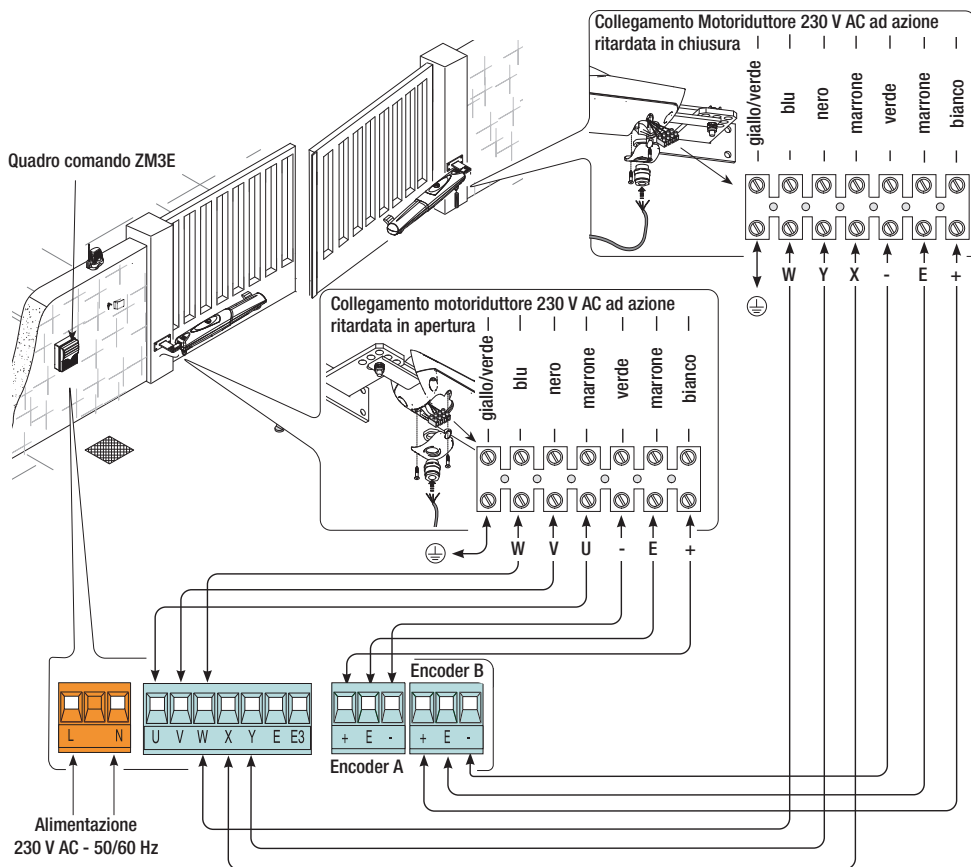 Collegamento Motoriduttore 230 V AC ad azione
ritardata in chiusura
giallo/verde
blu
nero
marrone
verde
marrone
bianco
Quadro comando ZM3E
W Y X - E +
Collegamento motoriduttore 230 V AC ad azione
ritardata in apertura
giallo/verde
blu
nero
marrone
verde
marrone
bianco
W V U - E +
Encoder B
L N
U V W X Y E E3
+ E -
+ E -
Encoder A
Alimentazione
230 V AC - 50/60 Hz